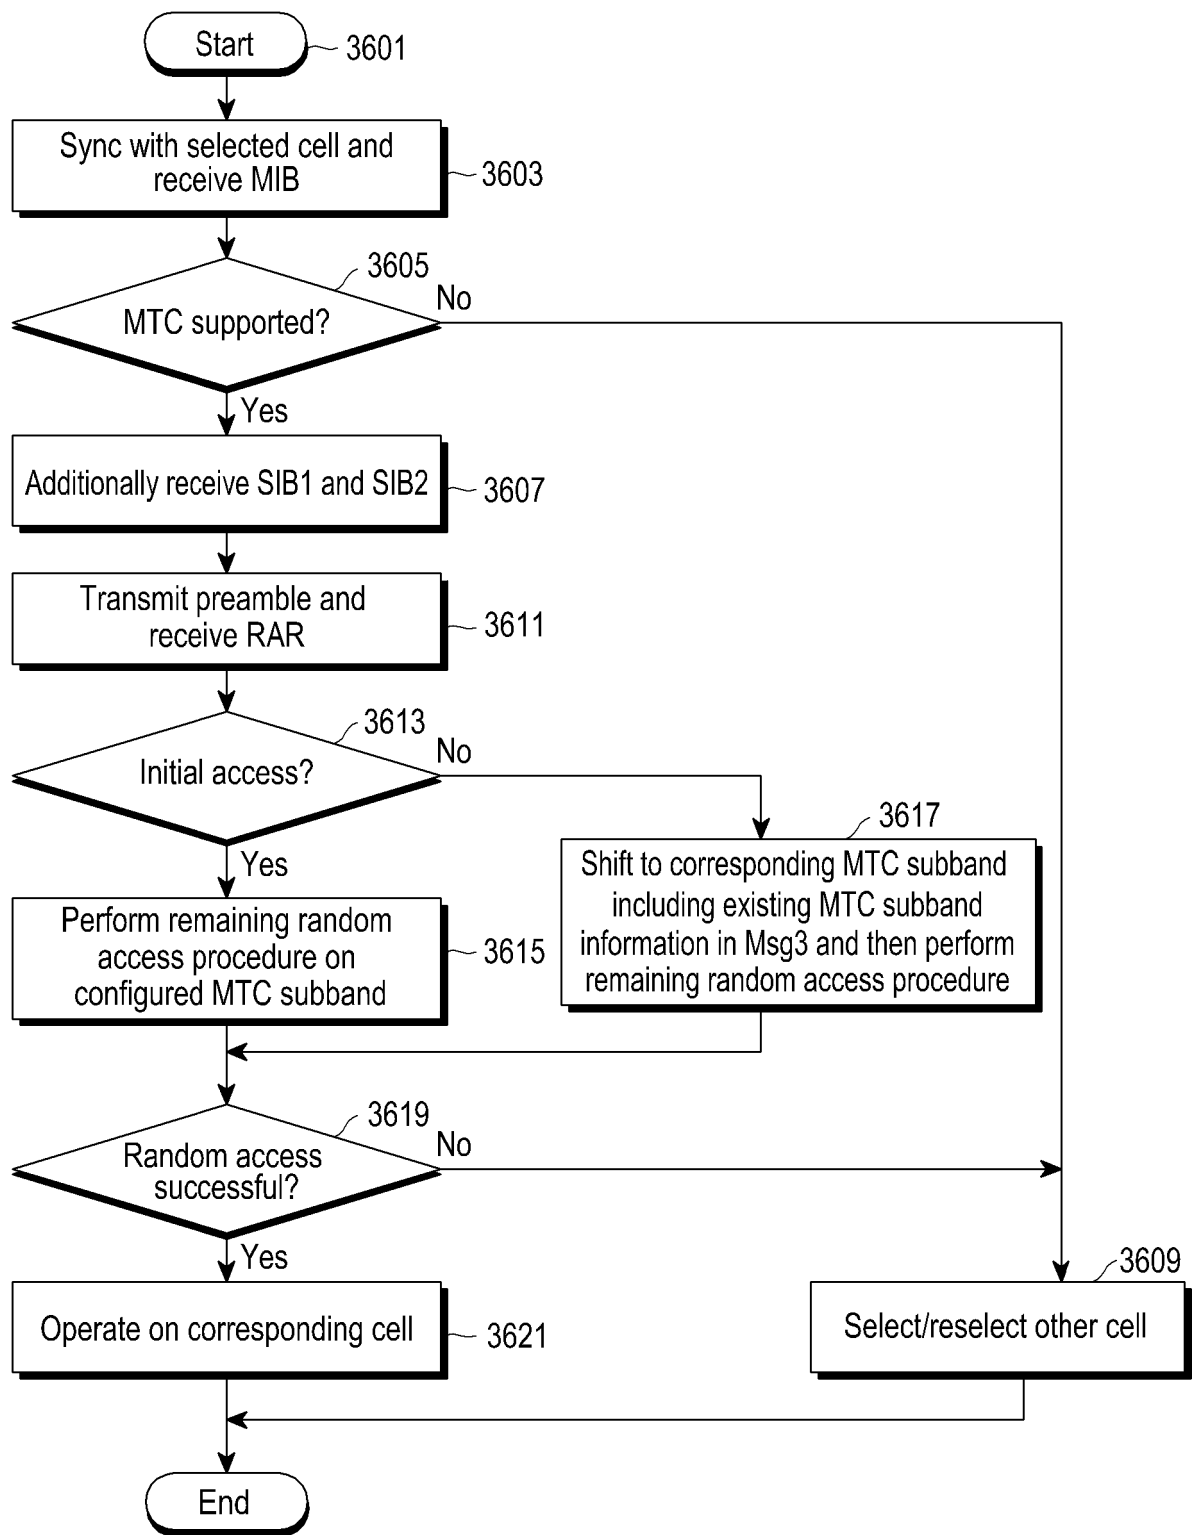 Start
3601
Sync with selected cell and
receive MIB
3603
3605
MTC supported?
No
Yes
Additionally receive SIB1 and SIB2
3607
Transmit preamble and
receive RAR
3611
3613
Initial access?
No
Yes
3617
Shift to corresponding MTC subband
including existing MTC subband
information in Msg3 and then perform
remaining random access procedure
Perform remaining random
access procedure on
configured MTC subband
3615
3619
Random access
successful?
No
Yes
3609
Operate on corresponding cell
3621
Select/reselect other cell
End